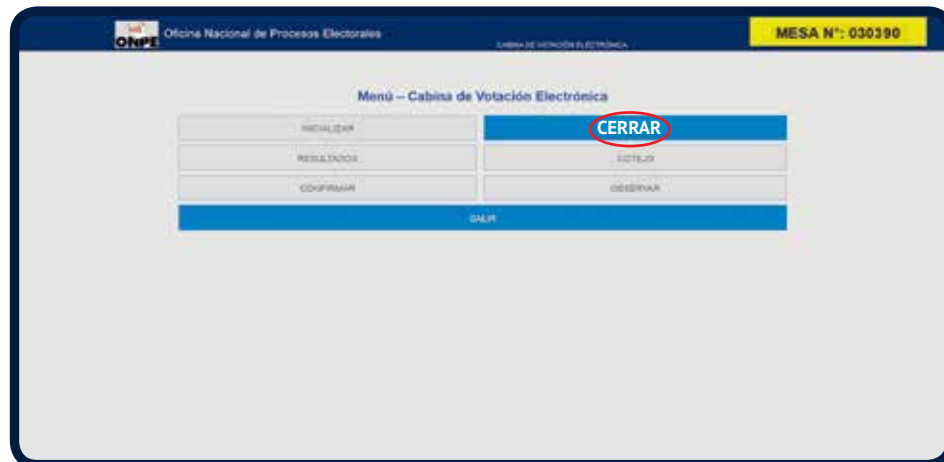 ONPE Oficina Nacional de Procesos Electorales
CABINA DE VOTACIÓN ELECTRÓNICA
MESA N°: 030390
Menú – Cabina de Votación Electrónica
INICIALIZAR
CERRAR
RESULTADOS
COTEJO
CONFIRMAR
OBSERVAR
SALIR